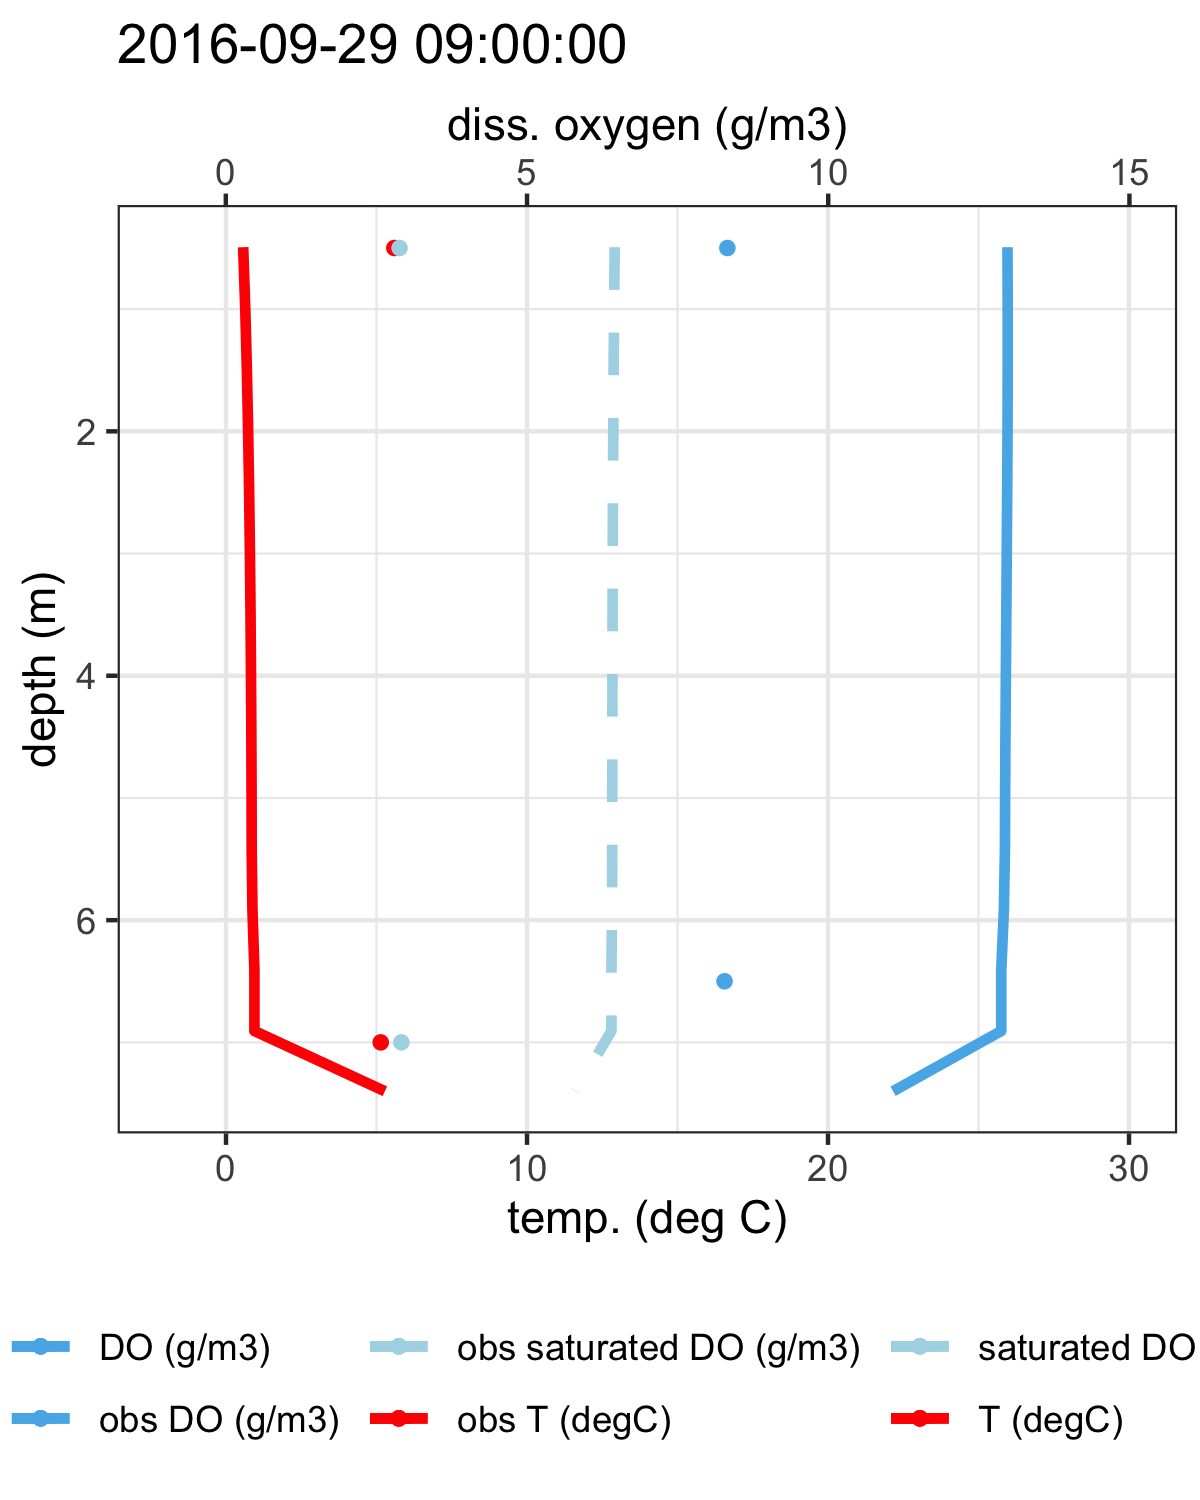 2016-09-29 09:00:00
diss. oxygen (g/m3)
0 5 10 15
2
4
6
depth (m)
0 10 20 30
temp. (deg C)
DO (g/m3) obs saturated DO (g/m3) saturated DO
obs DO (g/m3) obs T (degC) T (degC)